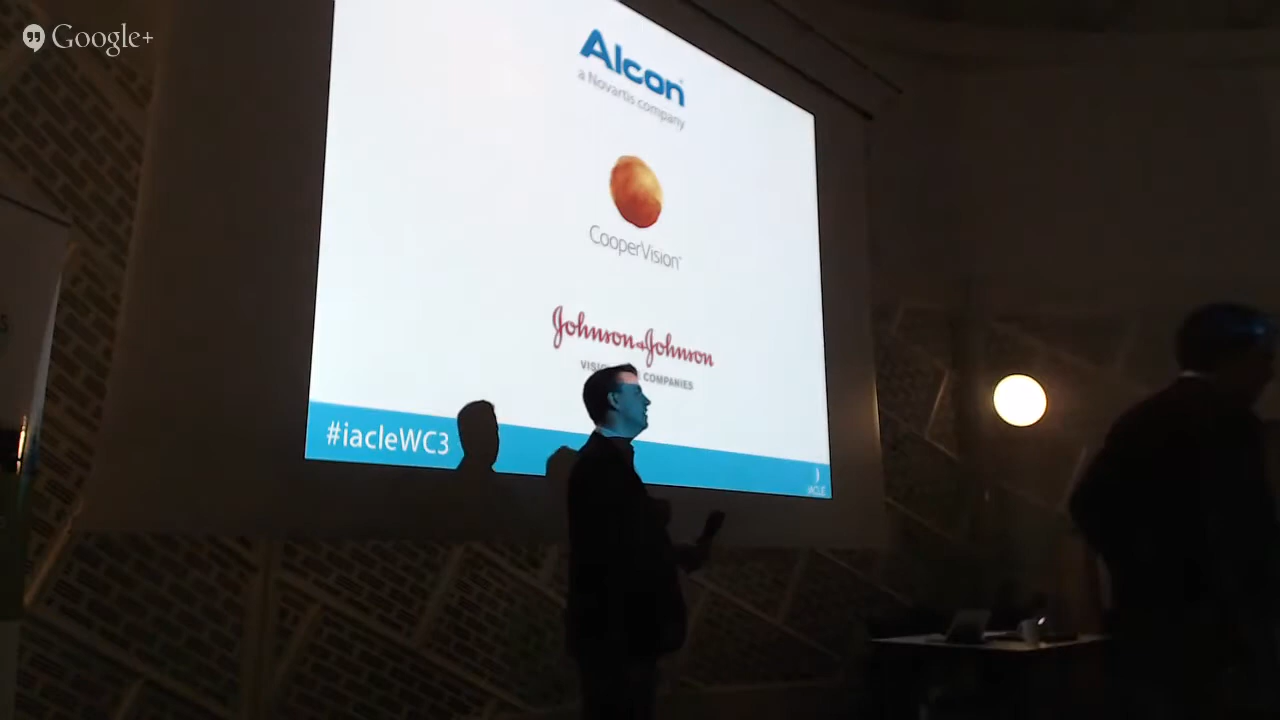 Google+
Alcon
a Novartis company
CooperVision
Johnson & Johnson
COMPANIES
#iacleWC3
IACLE